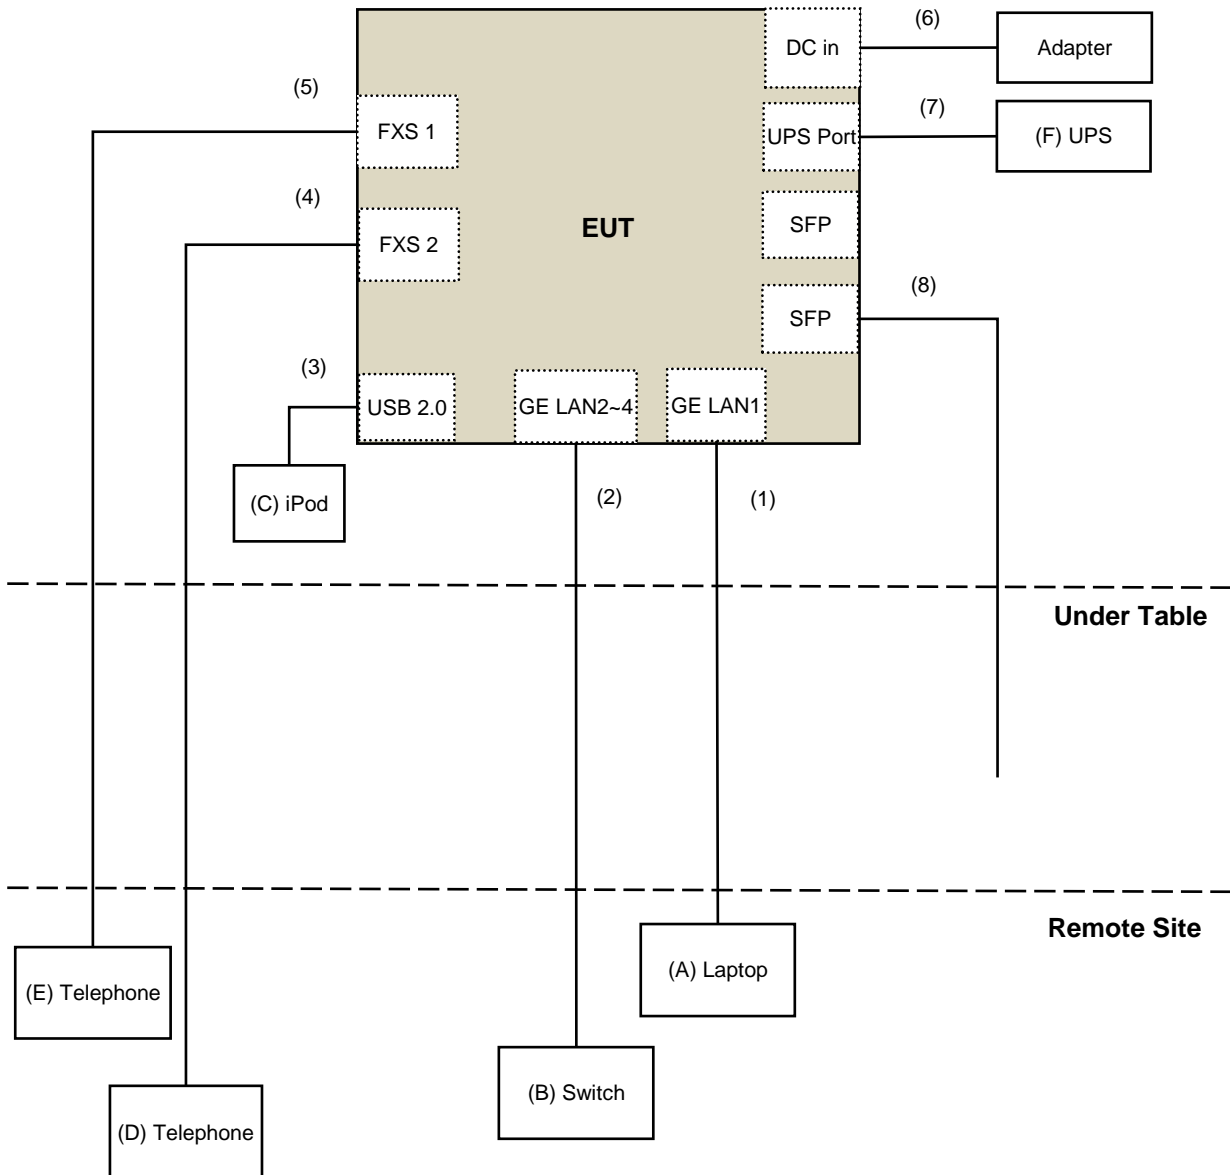 (6)
DC in
Adapter
(5)
(7)
FXS 1
UPS Port
(F) UPS
(4)
SFP
EUT
FXS 2
(8)
SFP
(3)
USB 2.0
GE LAN2~4
GE LAN1
(C) iPod
(2)
(1)
Under Table
Remote Site
(A) Laptop
(E) Telephone
(B) Switch
(D) Telephone